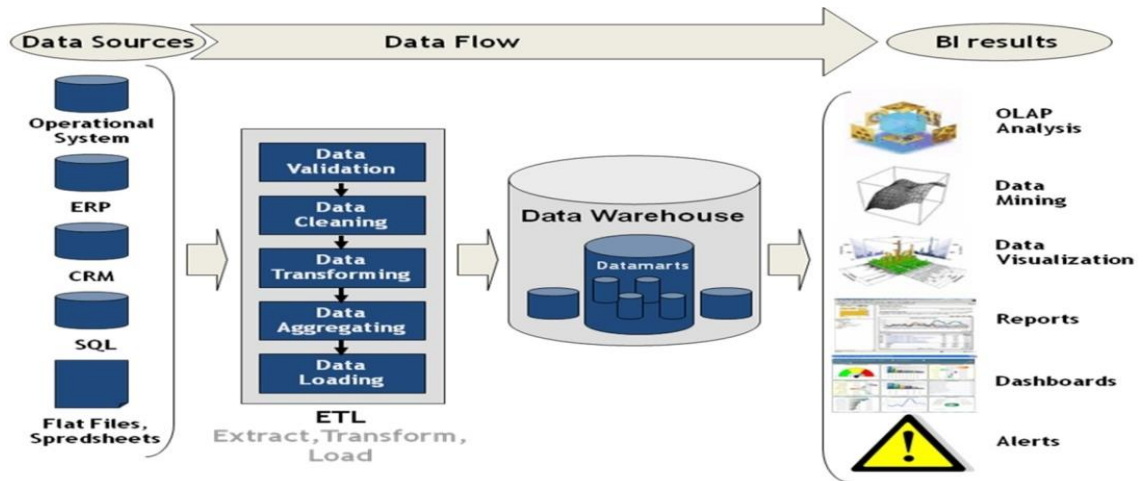 Data Sources
Data Flow
BI results
Operational
System
ERP
CRM
SQL
Flat Files,
Spredsheets
Data
Validation
Data
Cleaning
Data
Transforming
Data
Aggregating
Data
Loading
ETL
Extract,Transform,
Load
Data Warehouse
Datamarts
OLAP
Analysis
Data
Mining
Data
Visualization
Reports
Dashboards
Alerts